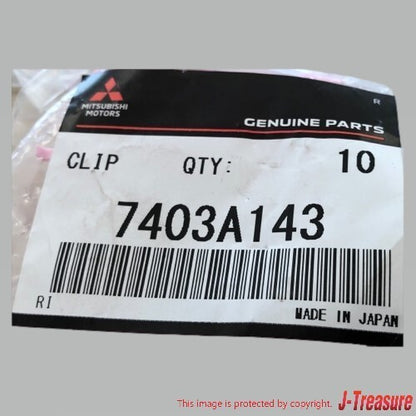 MITSUBISHI
MOTORS
R
GENUINE PARTS
CLIP QTY: 10
7403A143
RI
MADE IN JAPAN
This image is protected by copyright. J-Treasure